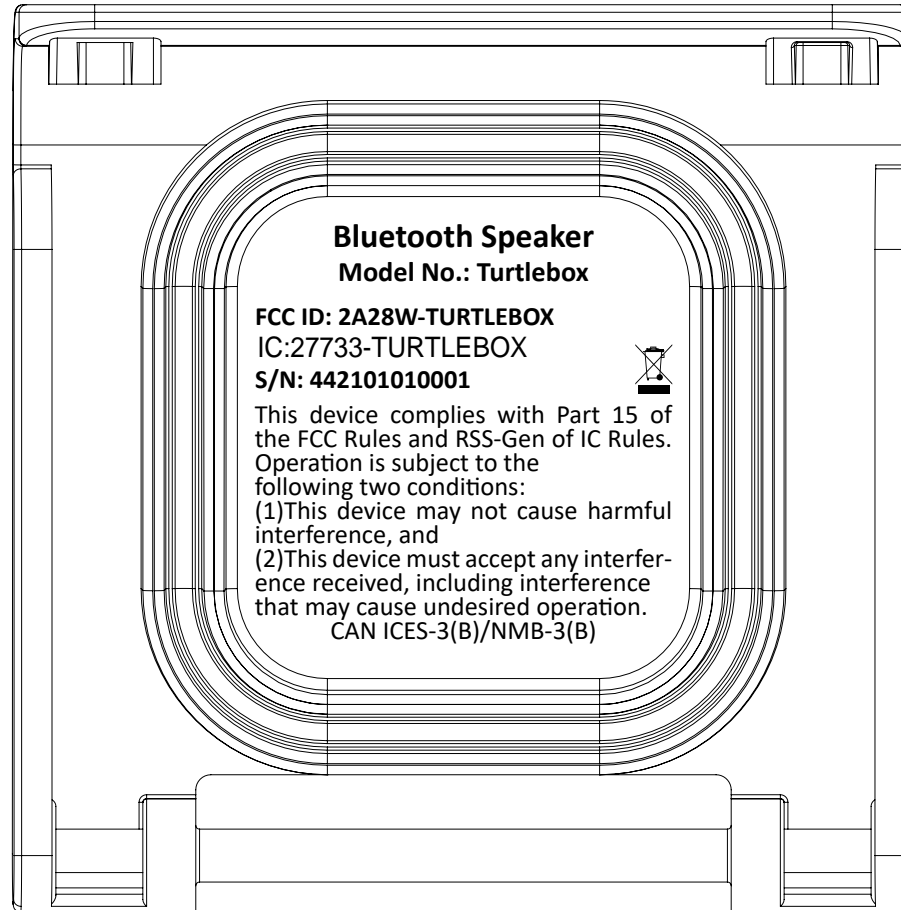 Bluetooth Speaker
Model No.: Turtlebox
FCC ID: 2A28W-TURTLEBOX
IC:27733-TURTLEBOX
S/N: 442101010001
This device complies with Part 15 of
the FCC Rules and RSS-Gen of IC Rules.
Operation is subject to the
following two conditions:
(1)This device may not cause harmful
interference, and
(2)This device must accept any interfer-
ence received, including interference
that may cause undesired operation.
CAN ICES-3(B)/NMB-3(B)